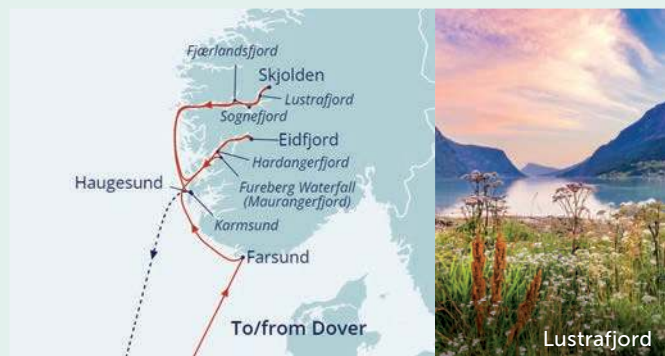 Fjærlandsfjord
Skjolden
Lustrafjord
Sognefjord
Eidfjord
Hardangerfjord
Haugesund
Fureberg Waterfall
(Maurangerfjord)
Karmsund
Farsund
To/from Dover
Lustrafjord